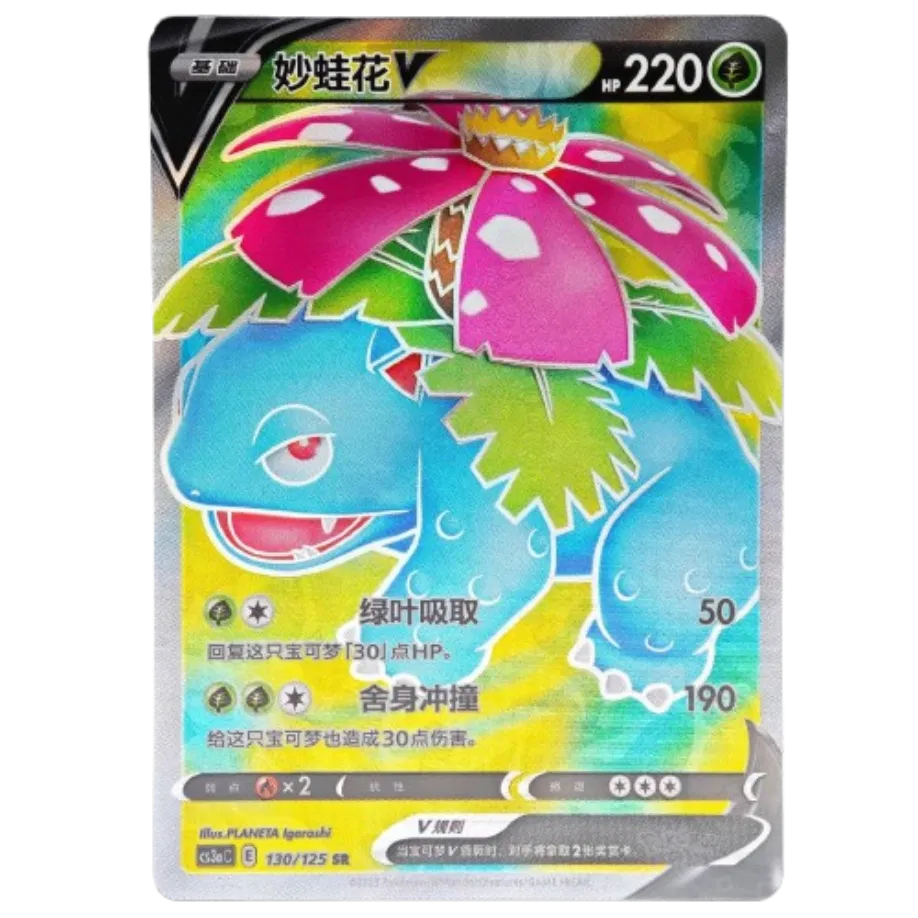 基础 妙蛙花V HP 220
绿叶吸取 50
回复这只宝可梦「30」点HP。
舍身冲撞 190
给这只宝可梦也造成30点伤害。
弱点 ×2 抗性 撤退
Illus.PLANETA Igarashi
V规则
当宝可梦V昏厥时，对手将拿取2张奖赏卡。
CS3aC E 130/125 SR